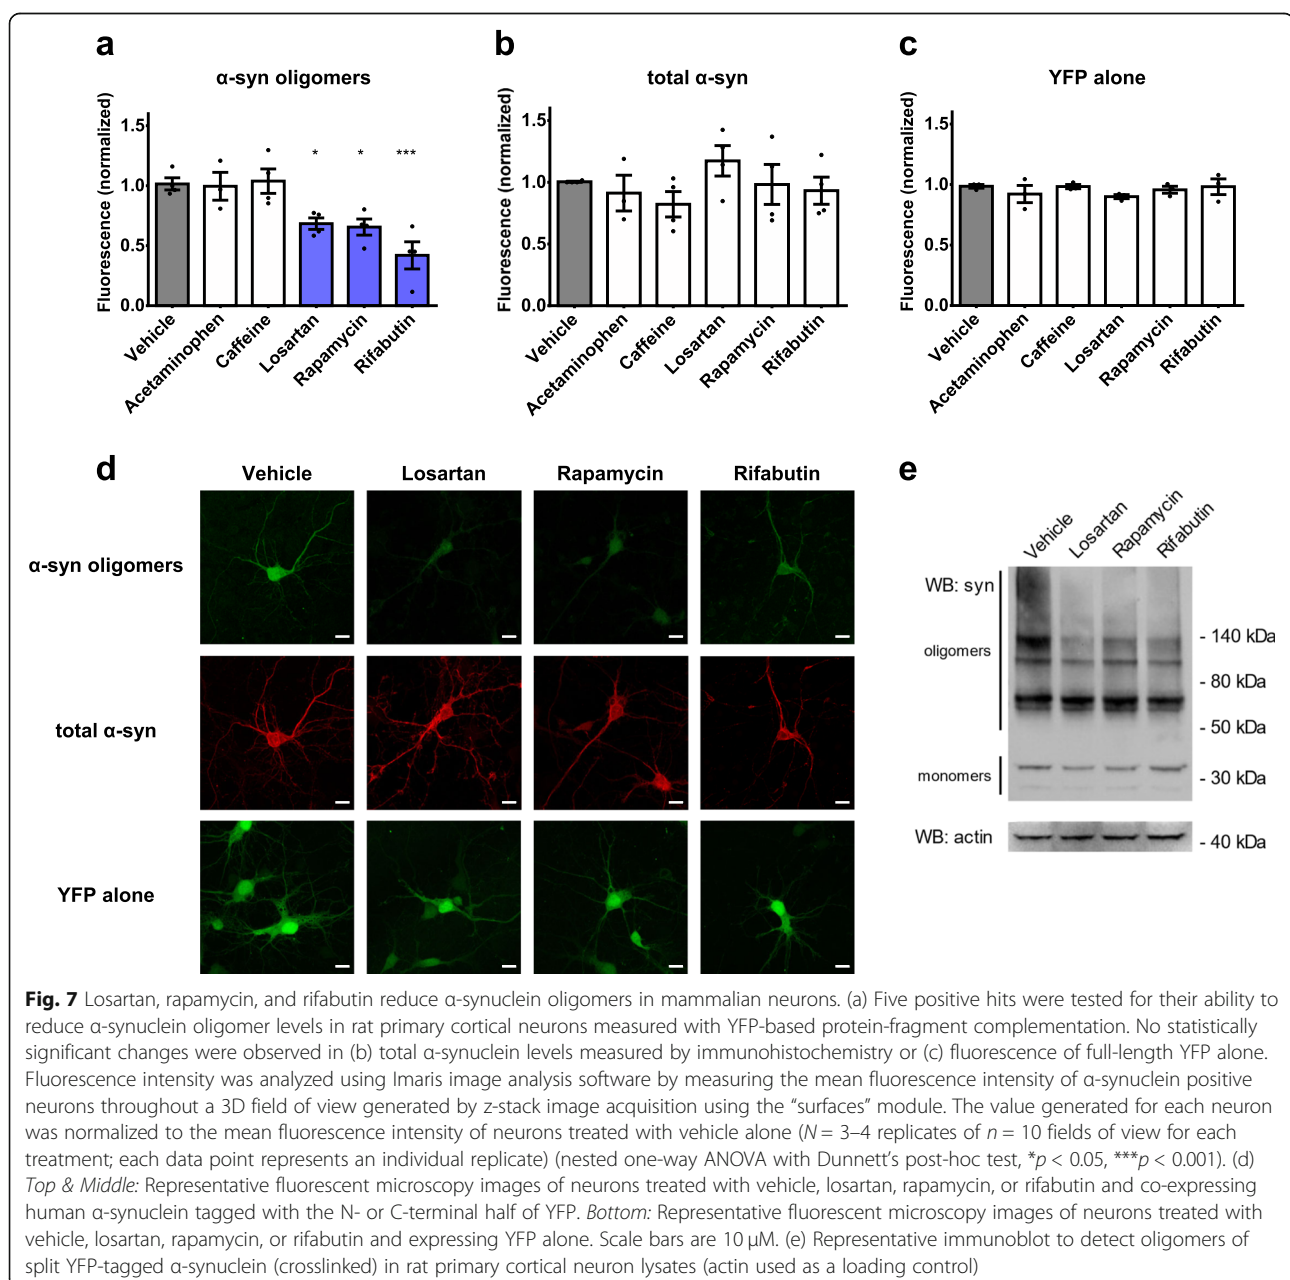 a
α-syn oligomers
Fluorescence (normalized)
1.5
1.0
0.5
0.0
* * ***
Vehicle
Acetaminophen
Caffeine
Losartan
Rapamycin
Rifabutin
b
total α-syn
Fluorescence (normalized)
1.5
1.0
0.5
0.0
Vehicle
Acetaminophen
Caffeine
Losartan
Rapamycin
Rifabutin
c
YFP alone
Fluorescence (normalized)
1.5
1.0
0.5
0.0
Vehicle
Acetaminophen
Caffeine
Losartan
Rapamycin
Rifabutin
d
Vehicle Losartan Rapamycin Rifabutin
α-syn oligomers
total α-syn
YFP alone
e
Vehicle
Losartan
Rapamycin
Rifabutin
WB: syn
oligomers
monomers
- 140 kDa
- 80 kDa
- 50 kDa
- 30 kDa
WB: actin
- 40 kDa
Fig. 7 Losartan, rapamycin, and rifabutin reduce α-synuclein oligomers in mammalian neurons. (a) Five positive hits were tested for their ability to
reduce α-synuclein oligomer levels in rat primary cortical neurons measured with YFP-based protein-fragment complementation. No statistically
significant changes were observed in (b) total α-synuclein levels measured by immunohistochemistry or (c) fluorescence of full-length YFP alone.
Fluorescence intensity was analyzed using Imaris image analysis software by measuring the mean fluorescence intensity of α-synuclein positive
neurons throughout a 3D field of view generated by z-stack image acquisition using the “surfaces” module. The value generated for each neuron
was normalized to the mean fluorescence intensity of neurons treated with vehicle alone (N = 3–4 replicates of n = 10 fields of view for each
treatment; each data point represents an individual replicate) (nested one-way ANOVA with Dunnett’s post-hoc test, *p < 0.05, ***p < 0.001). (d)
Top & Middle: Representative fluorescent microscopy images of neurons treated with vehicle, losartan, rapamycin, or rifabutin and co-expressing
human α-synuclein tagged with the N- or C-terminal half of YFP. Bottom: Representative fluorescent microscopy images of neurons treated with
vehicle, losartan, rapamycin, or rifabutin and expressing YFP alone. Scale bars are 10 μM. (e) Representative immunoblot to detect oligomers of
split YFP-tagged α-synuclein (crosslinked) in rat primary cortical neuron lysates (actin used as a loading control)